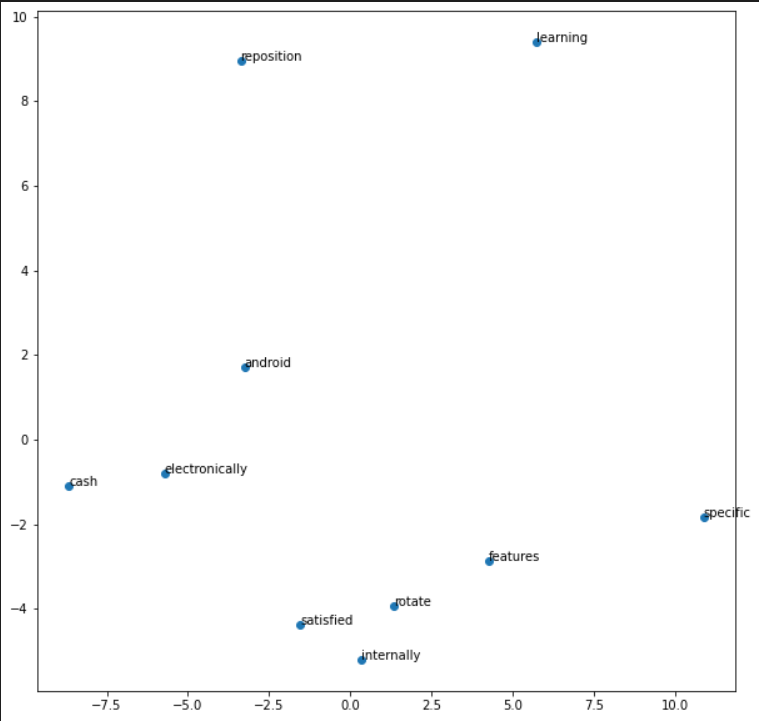 10
learning
reposition
8
6
4
2
android
0
electronically
cash
−2
specific
features
−4
rotate
satisfied
internally
−7.5 −5.0 −2.5 0.0 2.5 5.0 7.5 10.0